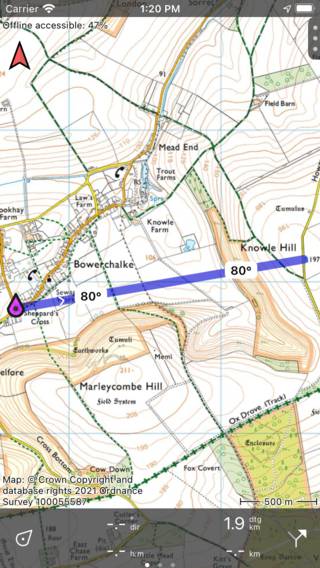 Carrier 1:20 PM
Offline accessible: 47%
91
Field Barn
Mead End
Trout
Farms
Law's
Farm
Tumulus
Knowle
Farm
Knowle Hill
Bowerchalke
106
197
80°
80°
Sheppard's
Cross
Tumuli
Earthworks
211
Meml
Marleycombe Hill
Field System
Ox Drove (Track)
Cross Bottom
Enclosure
Cow Down
Fox Covert
Map: © Crown Copyright and
database rights 2021 Ordnance
Survey 100055587
500 m
-.-
dir
1.9 dtg
km
-:-
h:m
-.- km